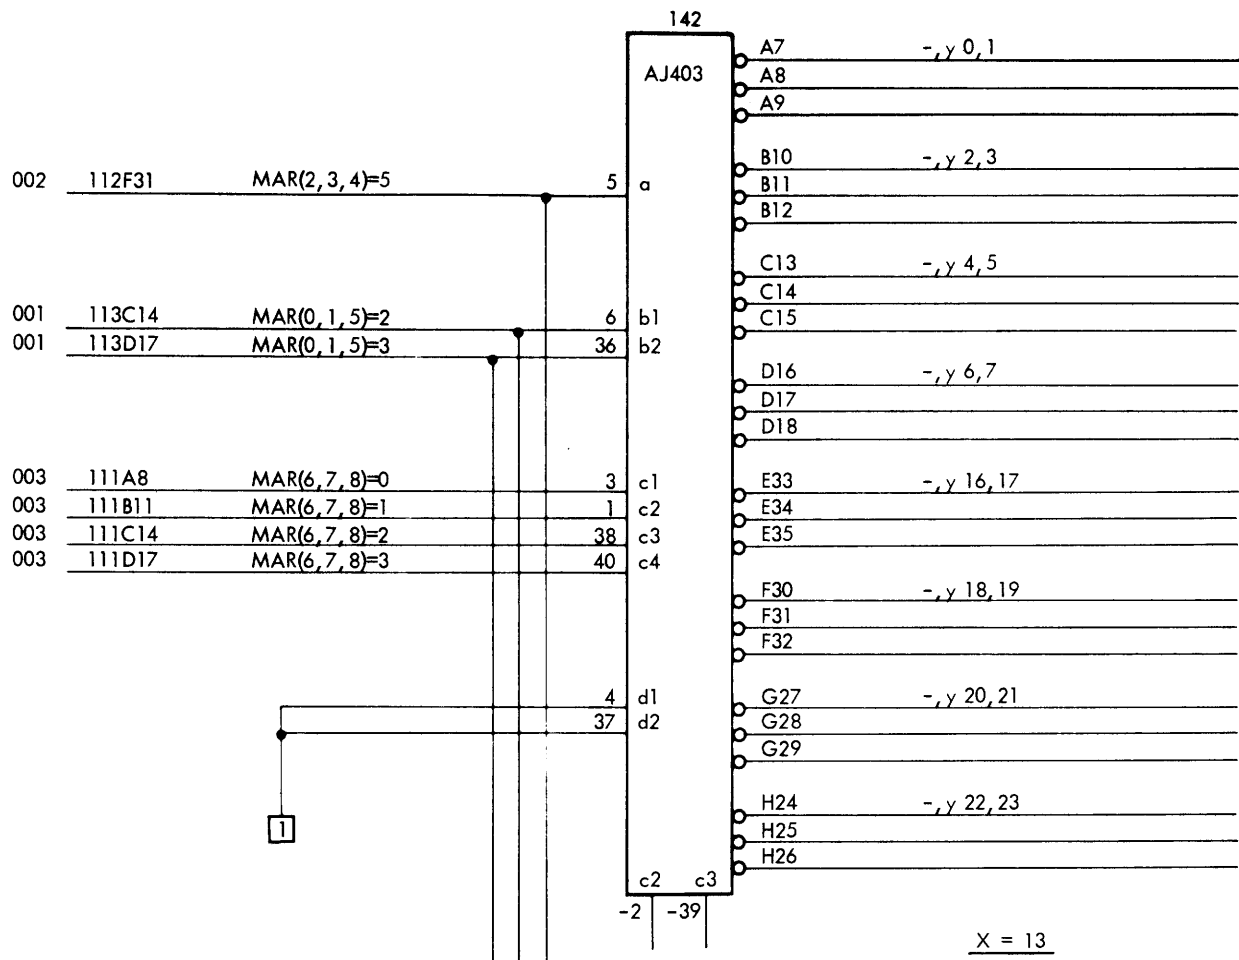 142
A7 -,y 0,1
AJ403
A8
A9
B10 -,y 2,3
002 112F31 MAR(2,3,4)=5 5 a
B11
B12
C13 -,y 4,5
C14
001 113C14 MAR(0,1,5)=2 6 b1
C15
001 113D17 MAR(0,1,5)=3 36 b2
D16 -,y 6,7
D17
D18
003 111A8 MAR(6,7,8)=0 3 c1
E33 -,y 16,17
003 111B11 MAR(6,7,8)=1 1 c2
E34
003 111C14 MAR(6,7,8)=2 38 c3
E35
003 111D17 MAR(6,7,8)=3 40 c4
F30 -,y 18,19
F31
F32
4 d1
G27 -,y 20,21
37 d2
G28
G29
H24 -,y 22,23
1
H25
H26
c2 c3
-2 -39
X = 13